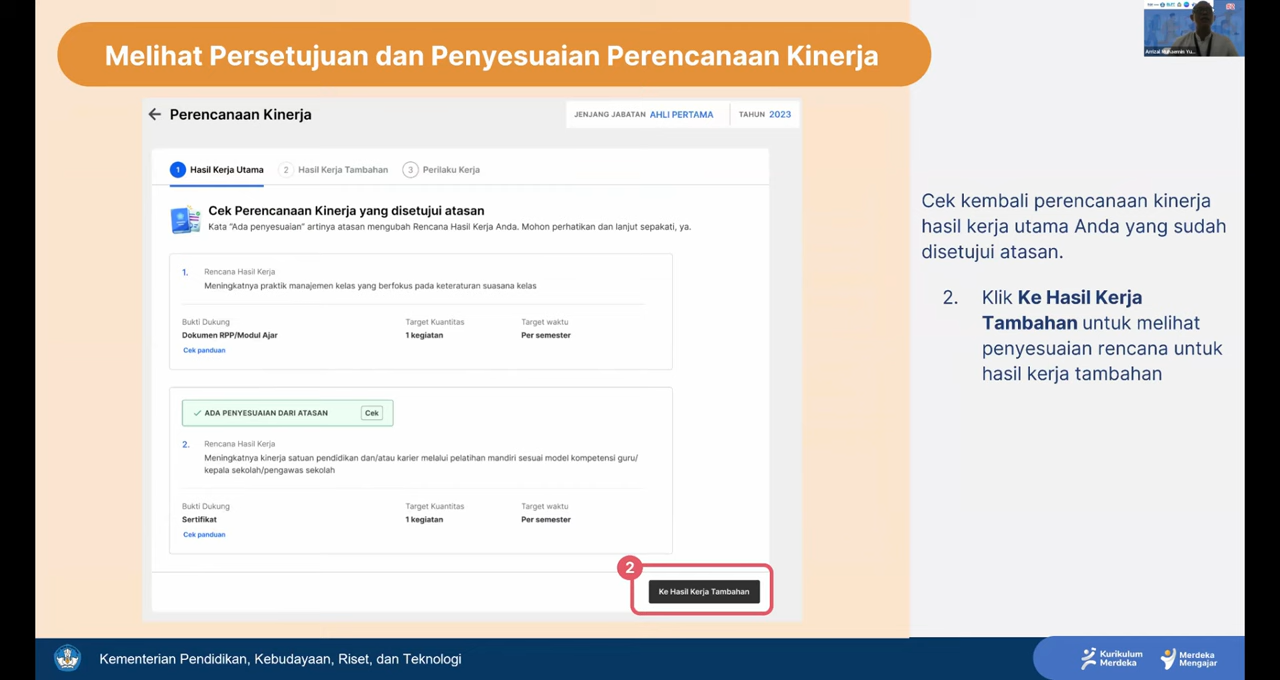 Melihat Persetujuan dan Penyesuaian Perencanaan Kinerja
Perencanaan Kinerja
JENJANG JABATAN AHLI PERTAMA
TAHUN 2023
1 Hasil Kerja Utama
2 Hasil Kerja Tambahan
3 Perilaku Kerja
Cek Perencanaan Kinerja yang disetujui atasan
Kata "Ada penyesuaian" artinya atasan mengubah Rencana Hasil Kerja Anda. Mohon perhatikan dan lanjut sepakati, ya.
1. Rencana Hasil Kerja
Meningkatnya praktik manajemen kelas yang berfokus pada keteraturan suasana kelas
Bukti Dukung Target Kuantitas Target waktu
Dokumen RPP/Modul Ajar 1 kegiatan Per semester
Cek panduan
ADA PENYESUAIAN DARI ATASAN Cek
2. Rencana Hasil Kerja
Meningkatnya kinerja satuan pendidikan dan/atau karier melalui pelatihan mandiri sesuai model kompetensi guru/
kepala sekolah/pengawas sekolah
Bukti Dukung Target Kuantitas Target waktu
Sertifikat 1 kegiatan Per semester
Cek panduan
2
Ke Hasil Kerja Tambahan
Cek kembali perencanaan kinerja
hasil kerja utama Anda yang sudah
disetujui atasan.
2. Klik Ke Hasil Kerja
Tambahan untuk melihat
penyesuaian rencana untuk
hasil kerja tambahan
Kementerian Pendidikan, Kebudayaan, Riset, dan Teknologi
Kurikulum
Merdeka
Merdeka
Mengajar